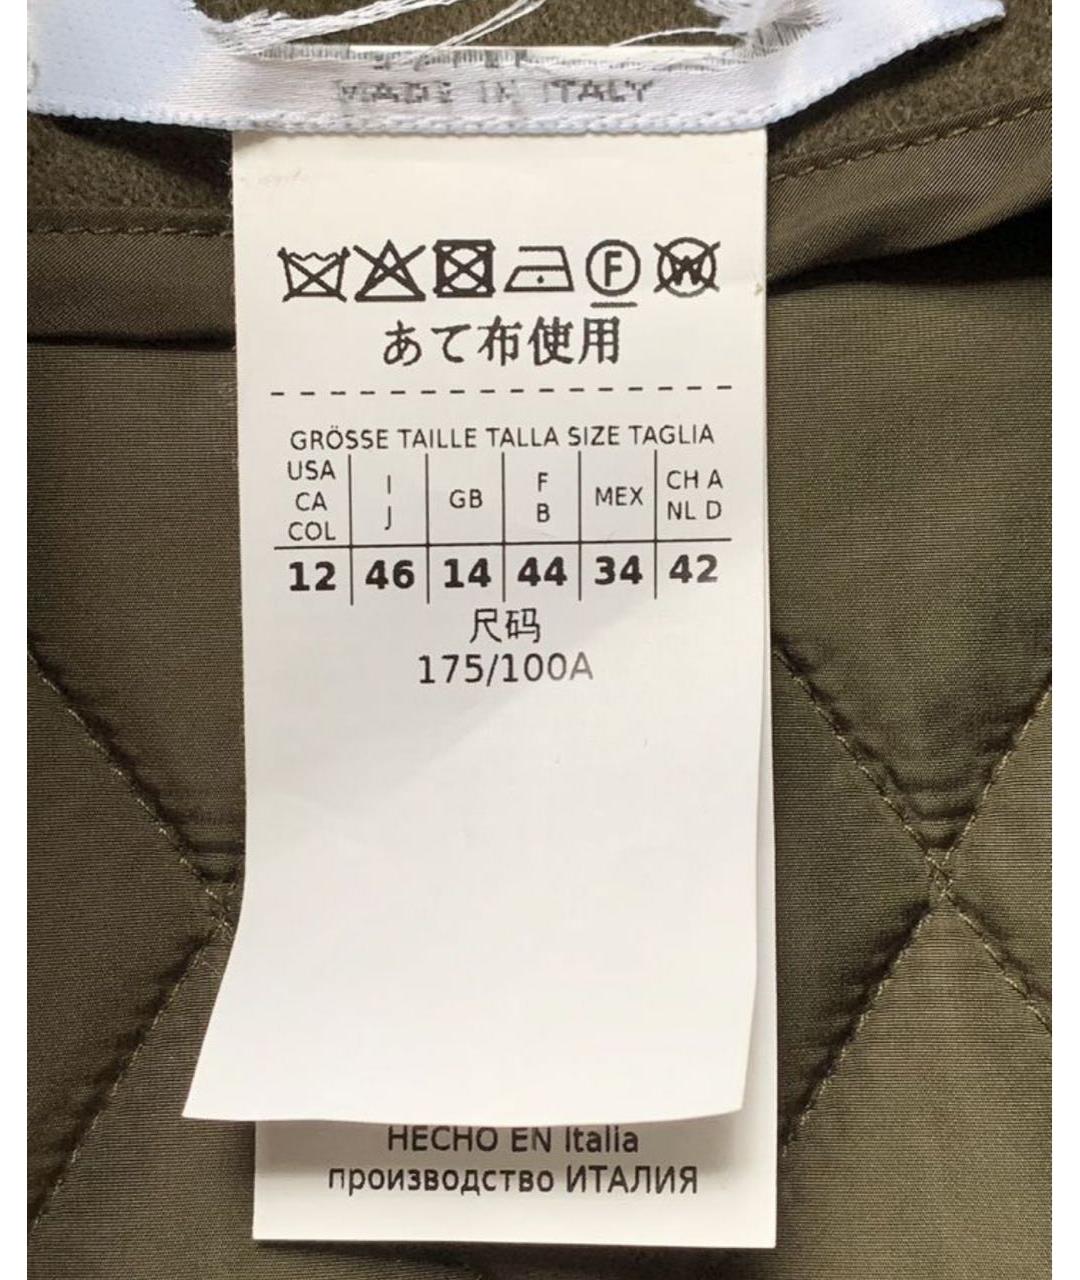 MADE IN ITALY
F W
あて布使用
GRÖSSE TAILLE TALLA SIZE TAGLIA
USA CA COL | I J | GB | F B | MEX | CH A NL D
12 | 46 | 14 | 44 | 34 | 42
尺码
175/100A
HECHO EN Italia
производство ИТАЛИЯ